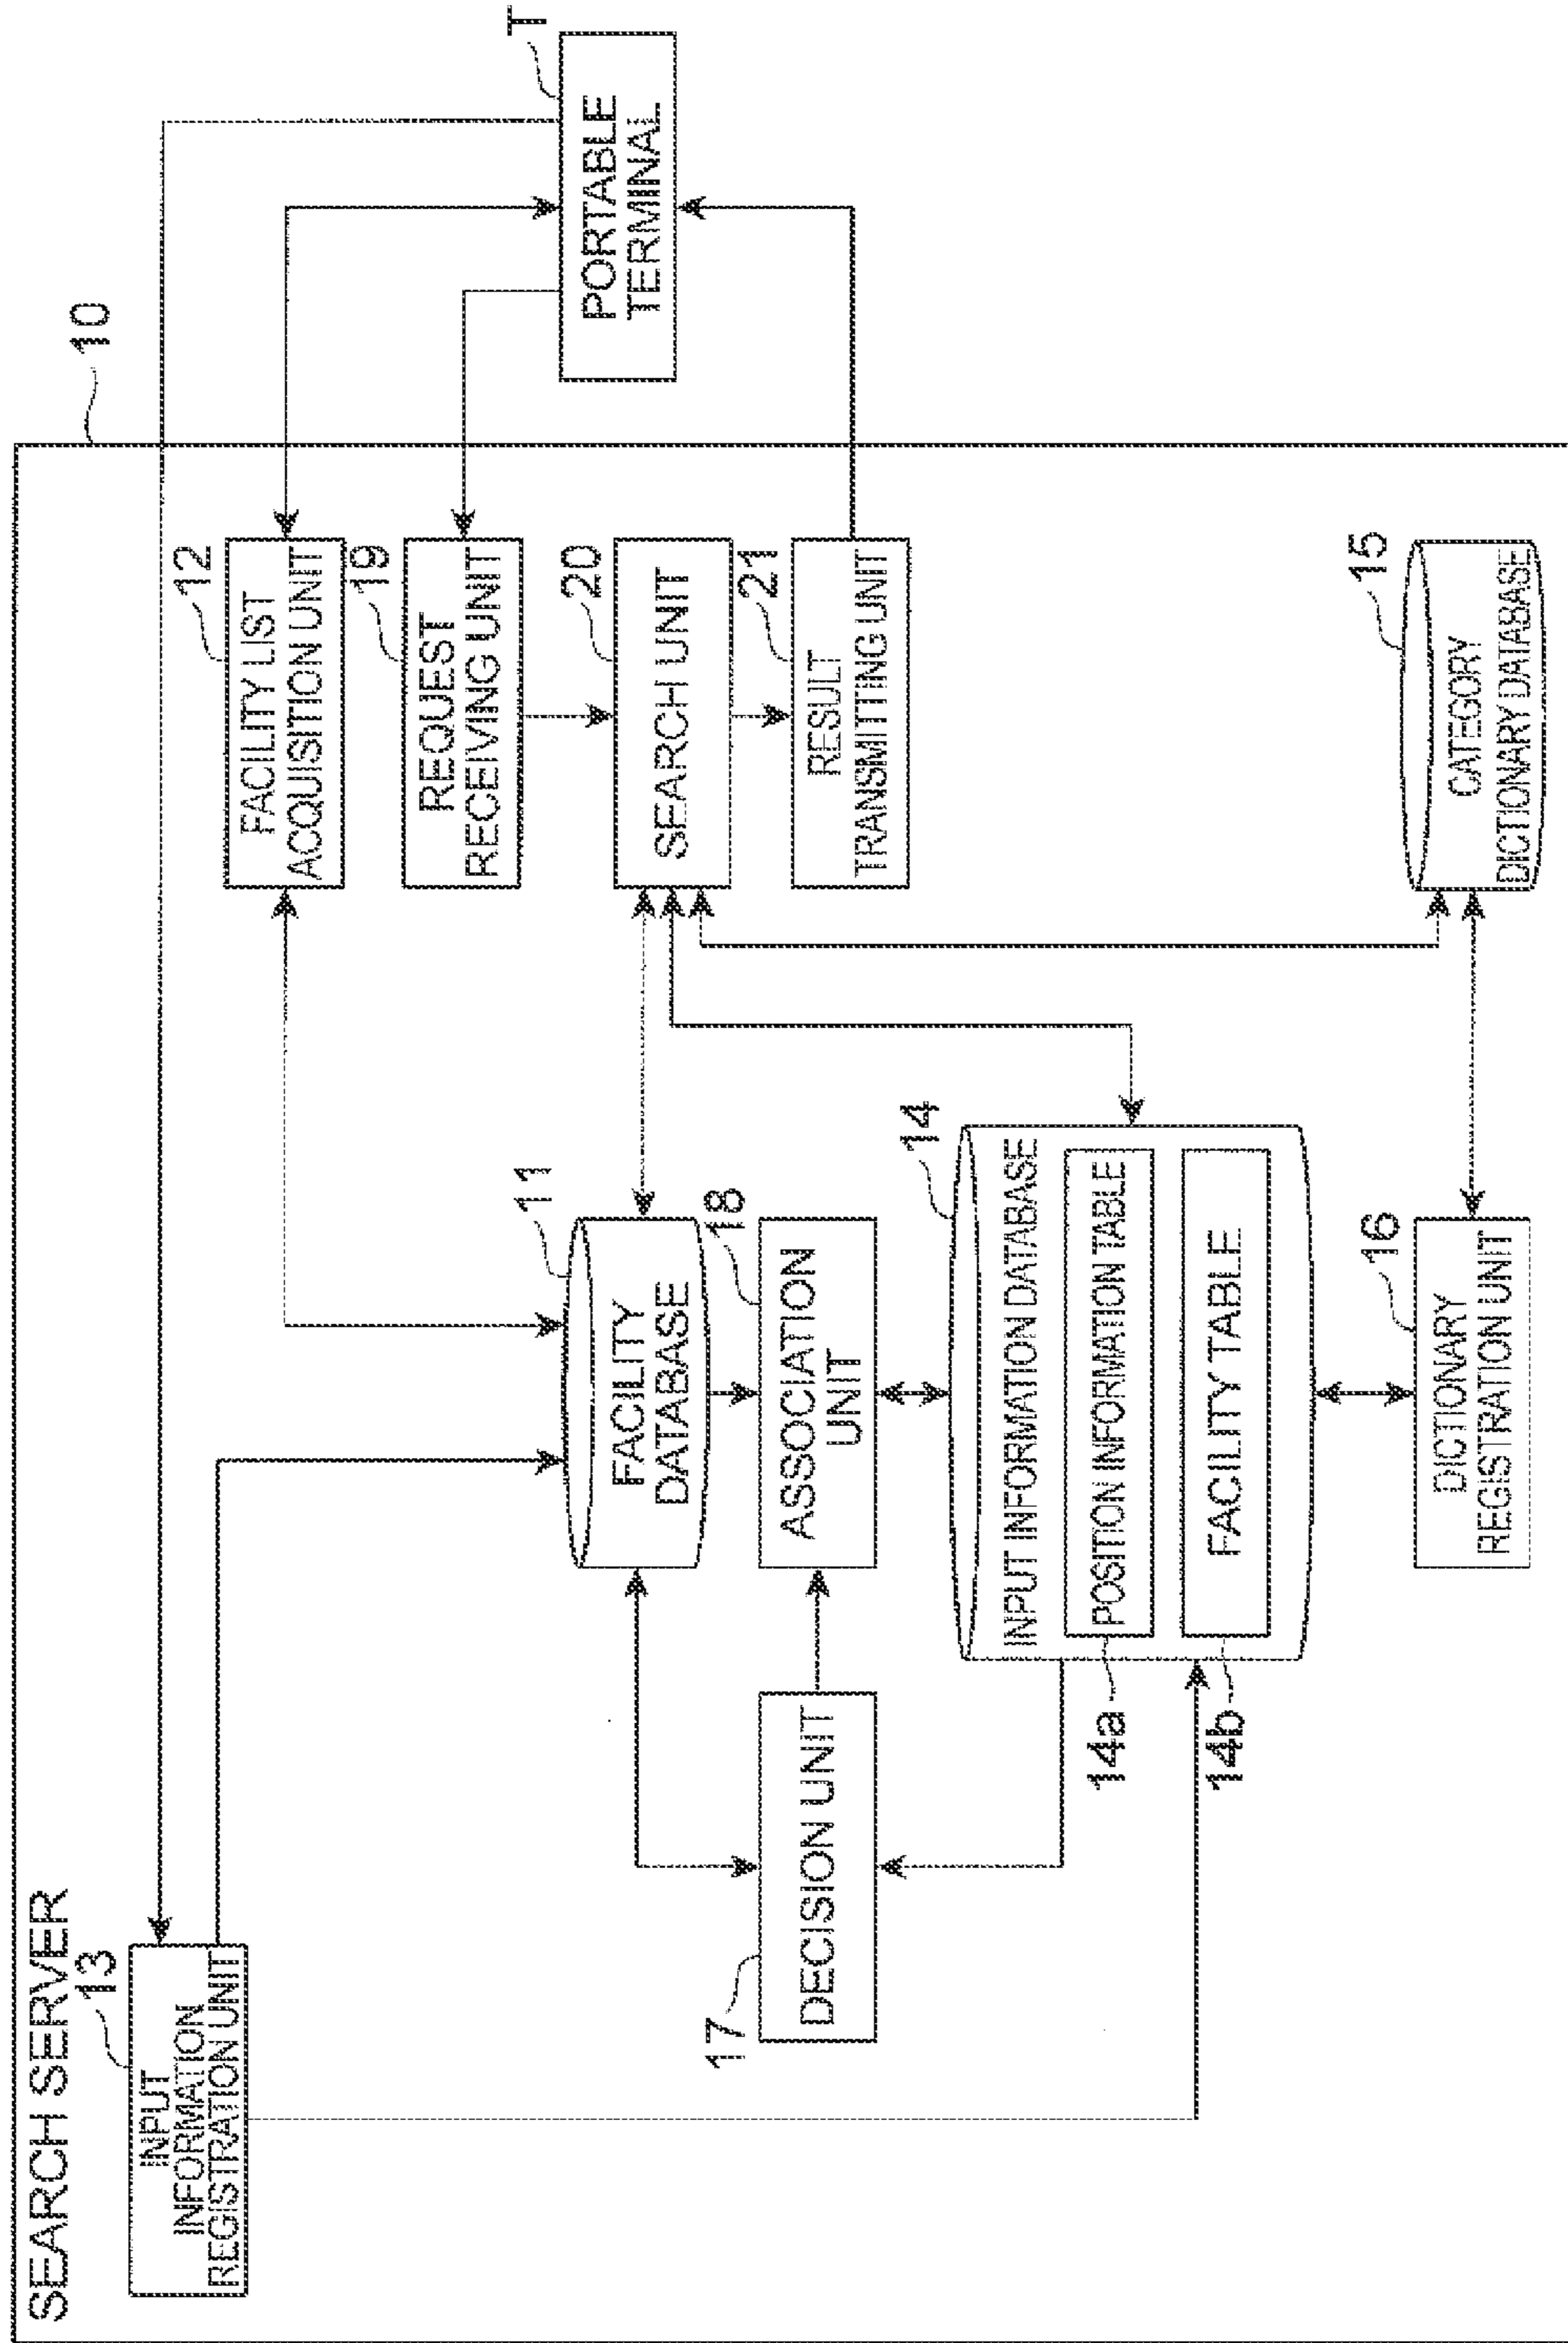 SEARCH SERVER
10
13
INPUT
INFORMATION
REGISTRATION UNIT
12
FACILITY LIST
ACQUISITION UNIT
19
REQUEST
RECEIVING UNIT
T
PORTABLE
TERMINAL
11
FACILITY
DATABASE
20
SEARCH UNIT
17
DECISION UNIT
18
ASSOCIATION
UNIT
21
RESULT
TRANSMITTING UNIT
14
INPUT INFORMATION DATABASE
14a
POSITION INFORMATION TABLE
14b
FACILITY TABLE
16
DICTIONARY
REGISTRATION UNIT
15
CATEGORY
DICTIONARY DATABASE